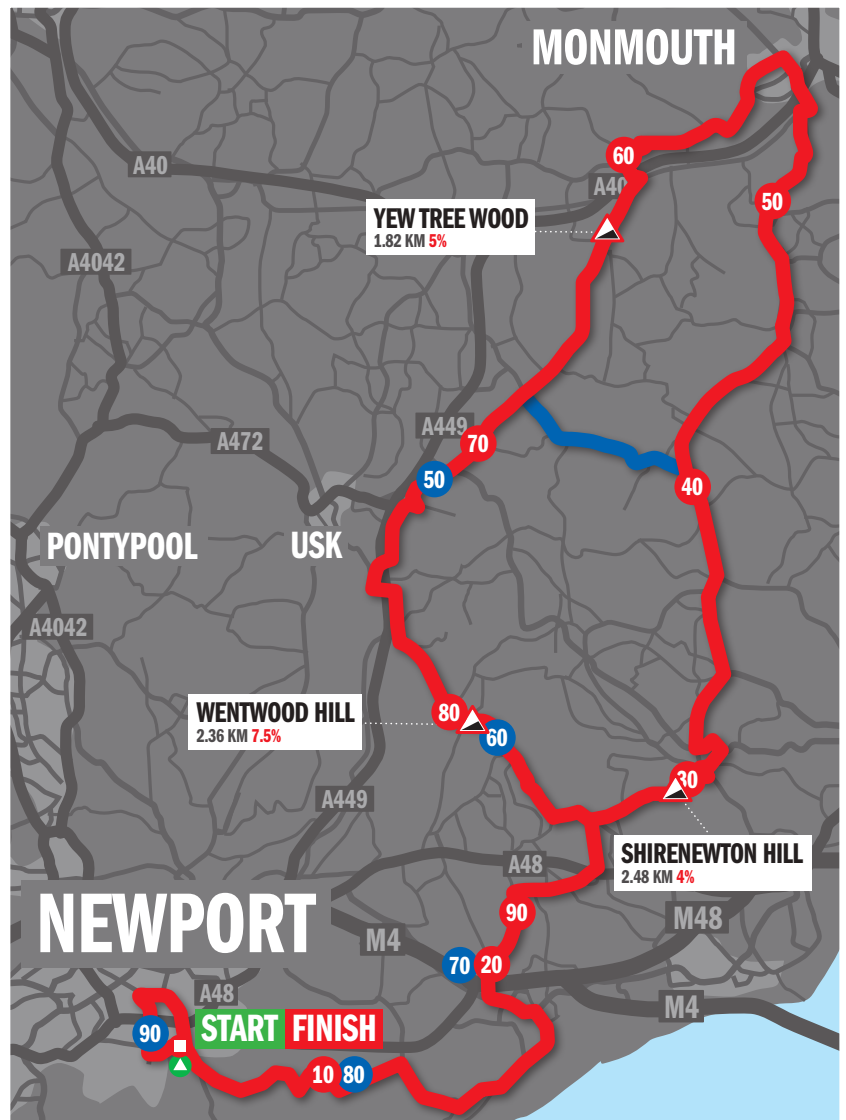 MONMOUTH
60
A40
A40
50
YEW TREE WOOD
1.82 KM 5%
A4042
A449
70
A472
50
40
PONTYPOOL
USK
A4042
WENTWOOD HILL
2.36 KM 7.5%
80
60
30
A449
SHIRENEWTON HILL
2.48 KM 4%
A48
NEWPORT
90
M48
M4
70
20
A48
M4
START FINISH
90
10
80